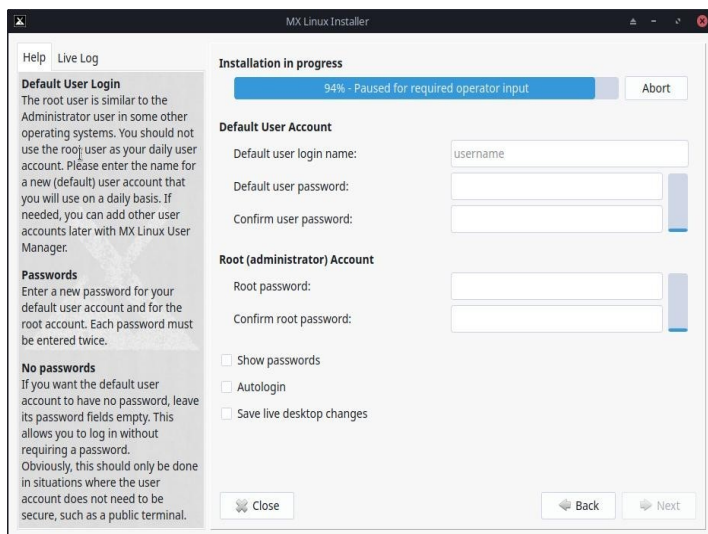 MX Linux Installer
Help
Live Log
Default User Login
The root user is similar to the
Administrator user in some other
operating systems. You should not
use the root user as your daily user
account. Please enter the name for
a new (default) user account that
you will use on a daily basis. If
needed, you can add other user
accounts later with MX Linux User
Manager.
Passwords
Enter a new password for your
default user account and for the
root account. Each password must
be entered twice.
No passwords
If you want the default user
account to have no password, leave
its password fields empty. This
allows you to log in without
requiring a password.
Obviously, this should only be done
in situations where the user
account does not need to be
secure, such as a public terminal.
Installation in progress
94% - Paused for required operator input
Abort
Default User Account
Default user login name:
username
Default user password:
Confirm user password:
Root (administrator) Account
Root password:
Confirm root password:
Show passwords
Autologin
Save live desktop changes
Close
Back
Next